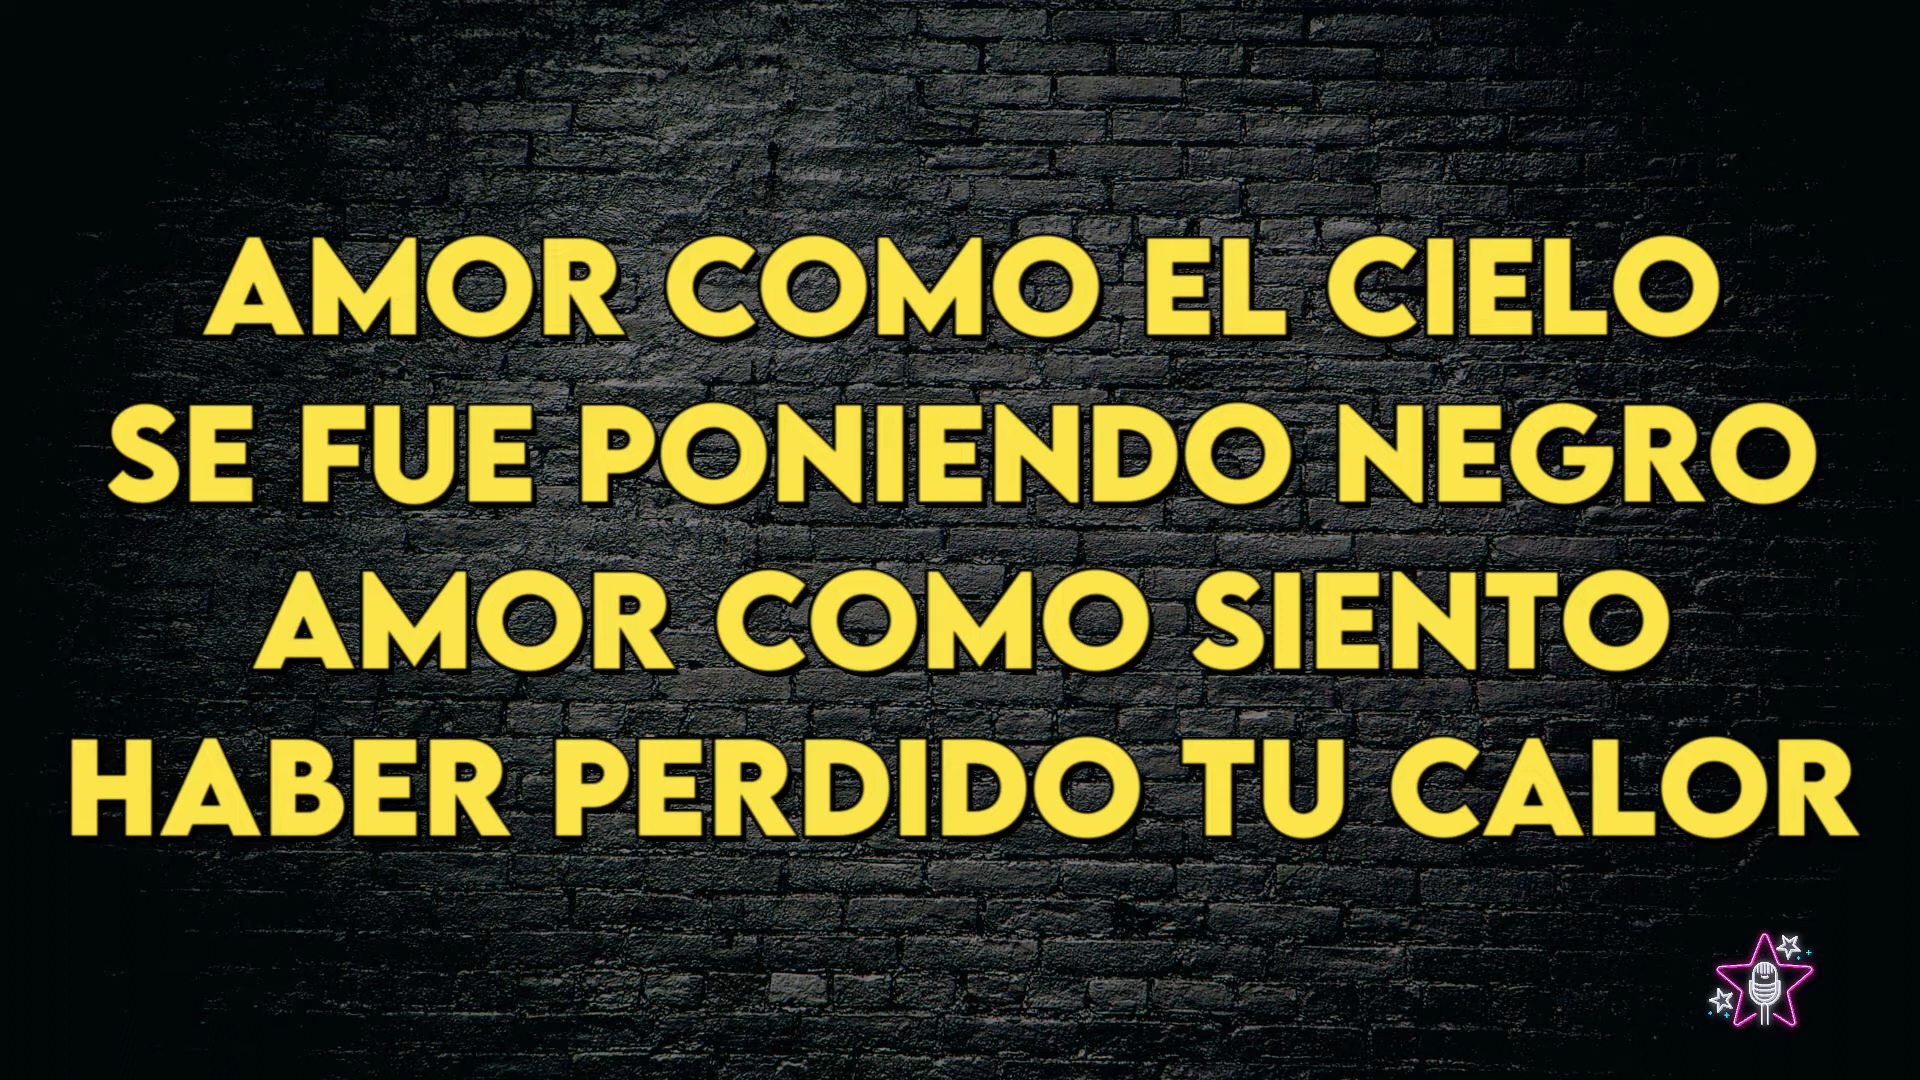 AMOR COMO EL CIELO
SE FUE PONIENDO NEGRO
AMOR COMO SIENTO
HABER PERDIDO TU CALOR